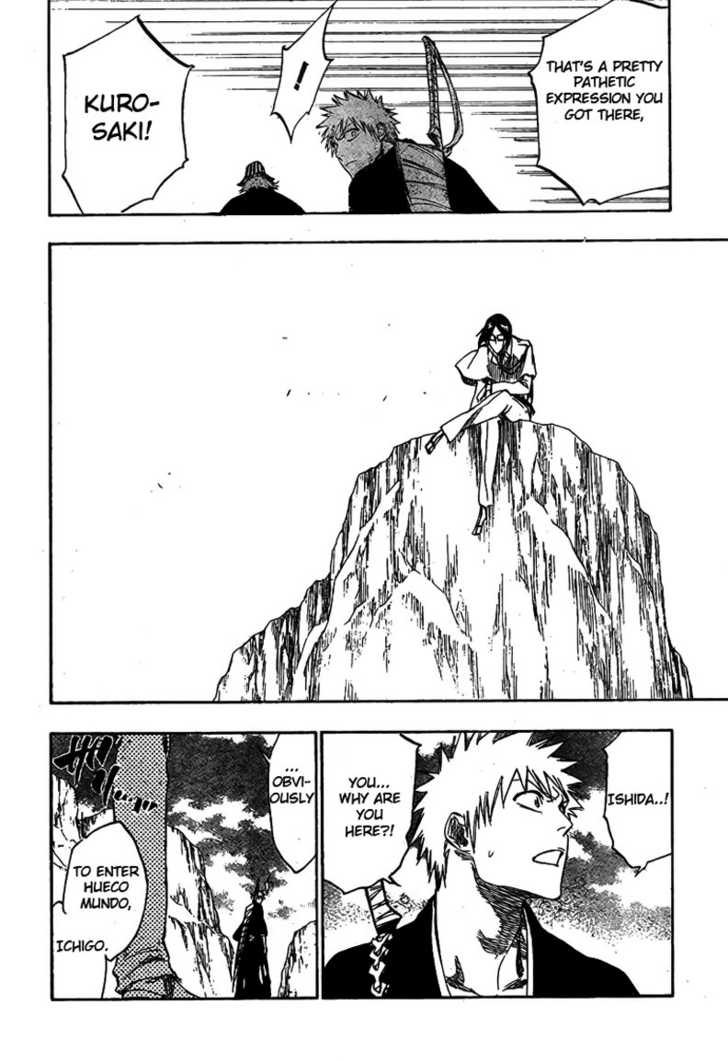 THAT'S A PRETTY
PATHETIC
EXPRESSION YOU
GOT THERE,
!
KURO-
SAKI!
ISHIDA..!
YOU...
WHY ARE
YOU
HERE?!
...
OBVI-
OUSLY
TO ENTER
HUECO
MUNDO,
ICHIGO.